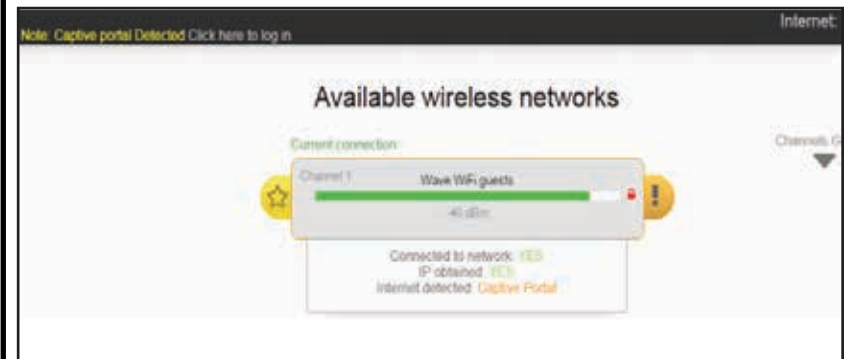 Internet:
Note: Captive portal Detected Click here to log in
Available wireless networks
Current connection:
Channels G
Channel 1
Wave WiFi guests
-40 dBm
Connected to network: YES
IP obtained: YES
Internet detected: Captive Portal